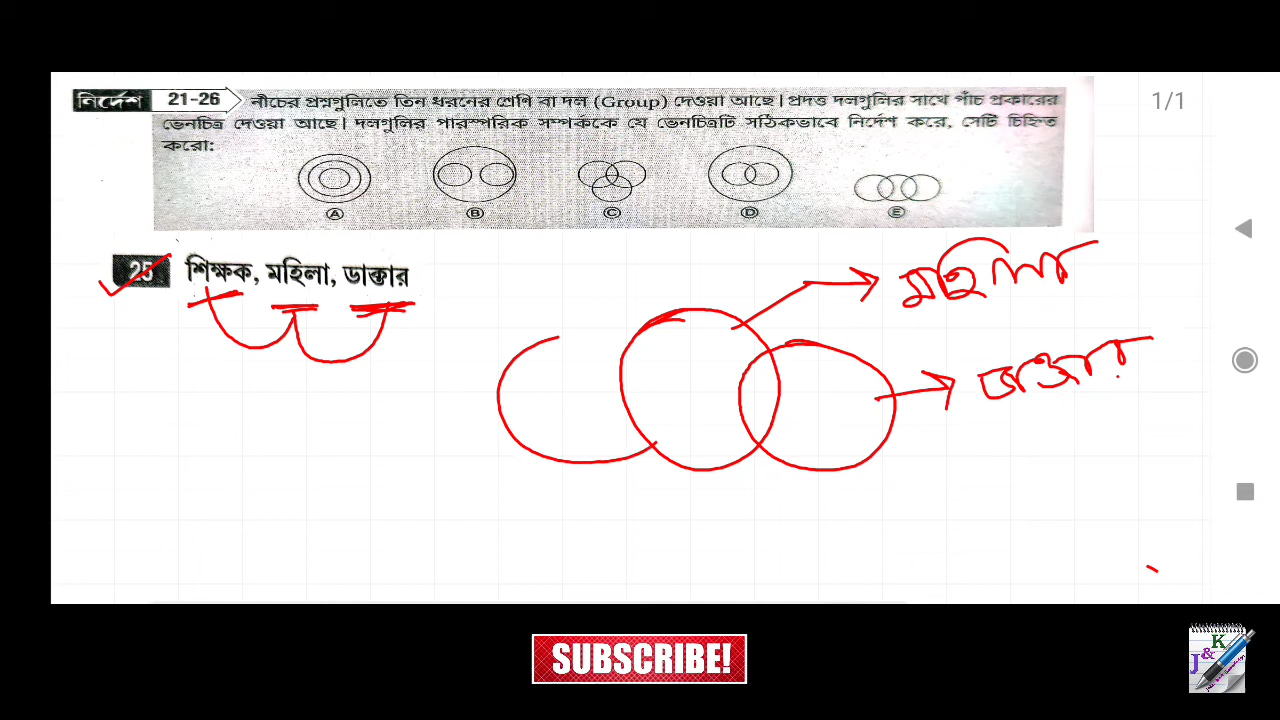 নির্দেশ 21-26 নীচের প্রশ্নগুলিতে তিন ধরনের শ্রেণি বা দল (Group) দেওয়া আছে। প্রদত্ত দলগুলির সাথে পাঁচ প্রকারের
ভেনচিত্র দেওয়া আছে। দলগুলির পারস্পরিক সম্পর্ককে যে ভেনচিত্রটি সঠিকভাবে নির্দেশ করে, সেটি চিহ্নিত
করো:
A B C D E
1/1
25 শিক্ষক, মহিলা, ডাক্তার
মহিলা
ডাক্তার
SUBSCRIBE!
J&K